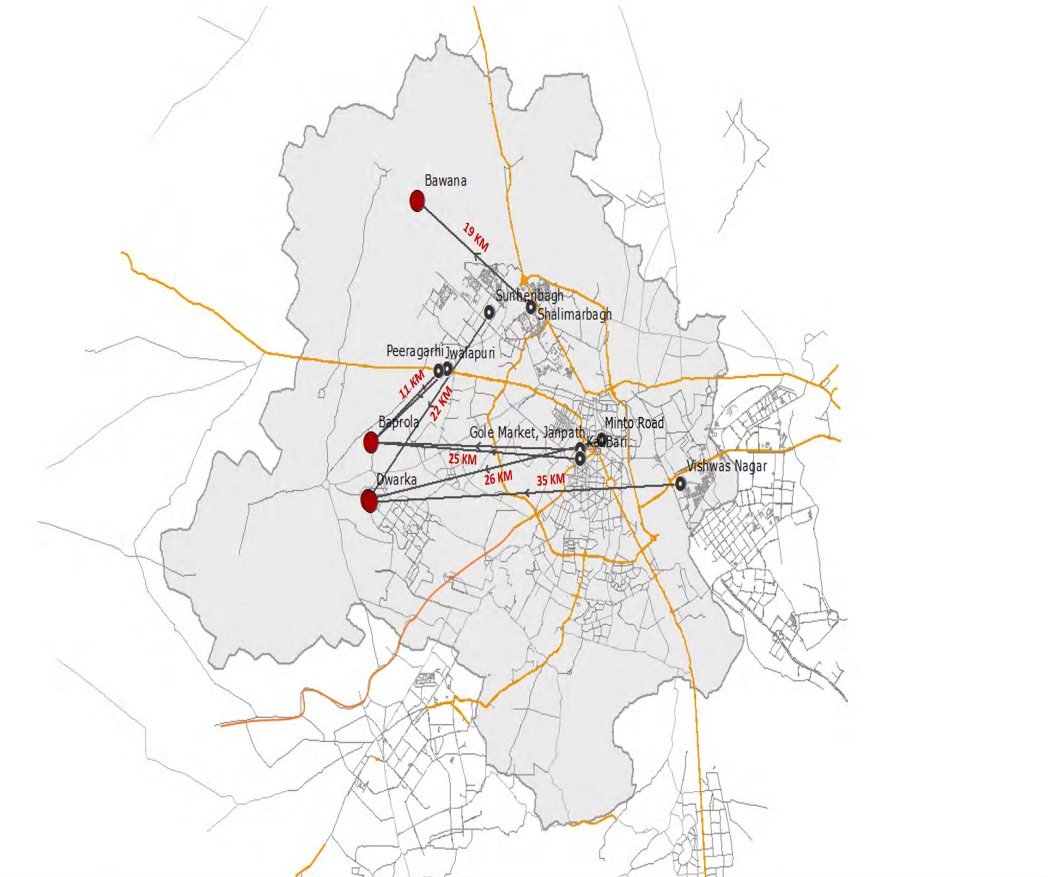 Bawana
19 KM
Sunheribagh
Shalimarbagh
Peeragarhi
Jwalapuri
11 KM
22 KM
Baprola
Gole Market, Janpath
Minto Road
25 KM
Vishwas Nagar
Dwarka
26 KM
35 KM